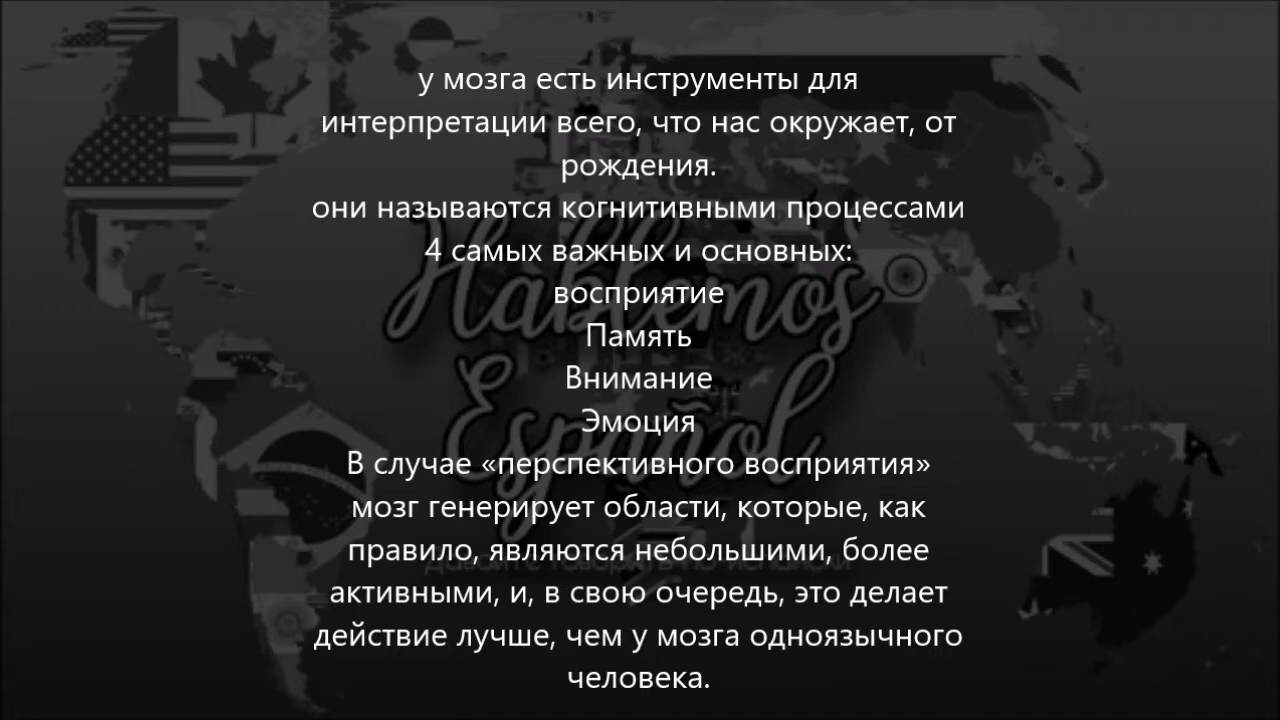 у мозга есть инструменты для
интерпретации всего, что нас окружает, от
рождения.
они называются когнитивными процессами
4 самых важных и основных:
восприятие
Память
Внимание
Эмоция
В случае «перспективного восприятия»
мозг генерирует области, которые, как
правило, являются небольшими, более
активными, и, в свою очередь, это делает
действие лучше, чем у мозга одноязычного
человека.
Hablemos
Español